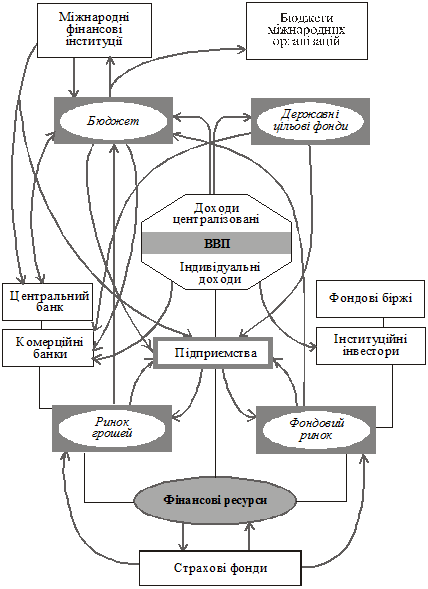 Міжнародні
фінансові
інституції
Бюджети
міжнародних
організацій
Бюджет
Державні
цільові фонди
Доходи
централізовані
ВВП
Індивідуальні
доходи
Центральний
банк
Комерційні
банки
Фондові біржі
Інституційні
інвестори
Підприємства
Ринок
грошей
Фондовий
ринок
Фінансові ресурси
Страхові фонди